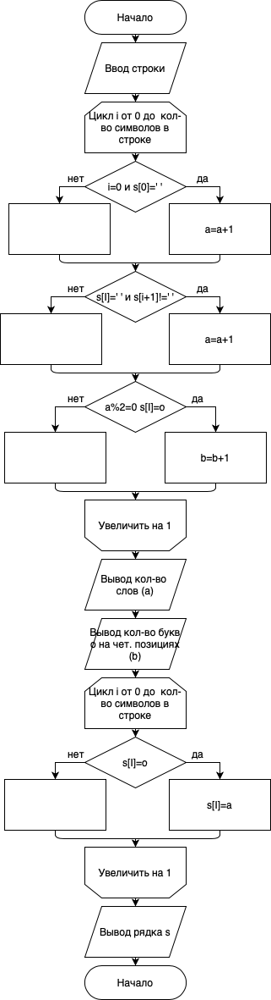 Начало
Ввод строки
Цикл i от 0 до кол-
во символов в
строке
i=0 и s[0]=' '
нет
да
a=a+1
s[I]=' ' и s[i+1]!=' '
нет
да
a=a+1
a%2=0 s[I]=o
нет
да
b=b+1
Увеличить на 1
Вывод кол-во
слов (a)
Вывод кол-во букв
о на чет. позициях
(b)
Цикл i от 0 до кол-
во символов в
строке
s[I]=o
нет
да
s[I]=a
Увеличить на 1
Вывод рядка s
Начало